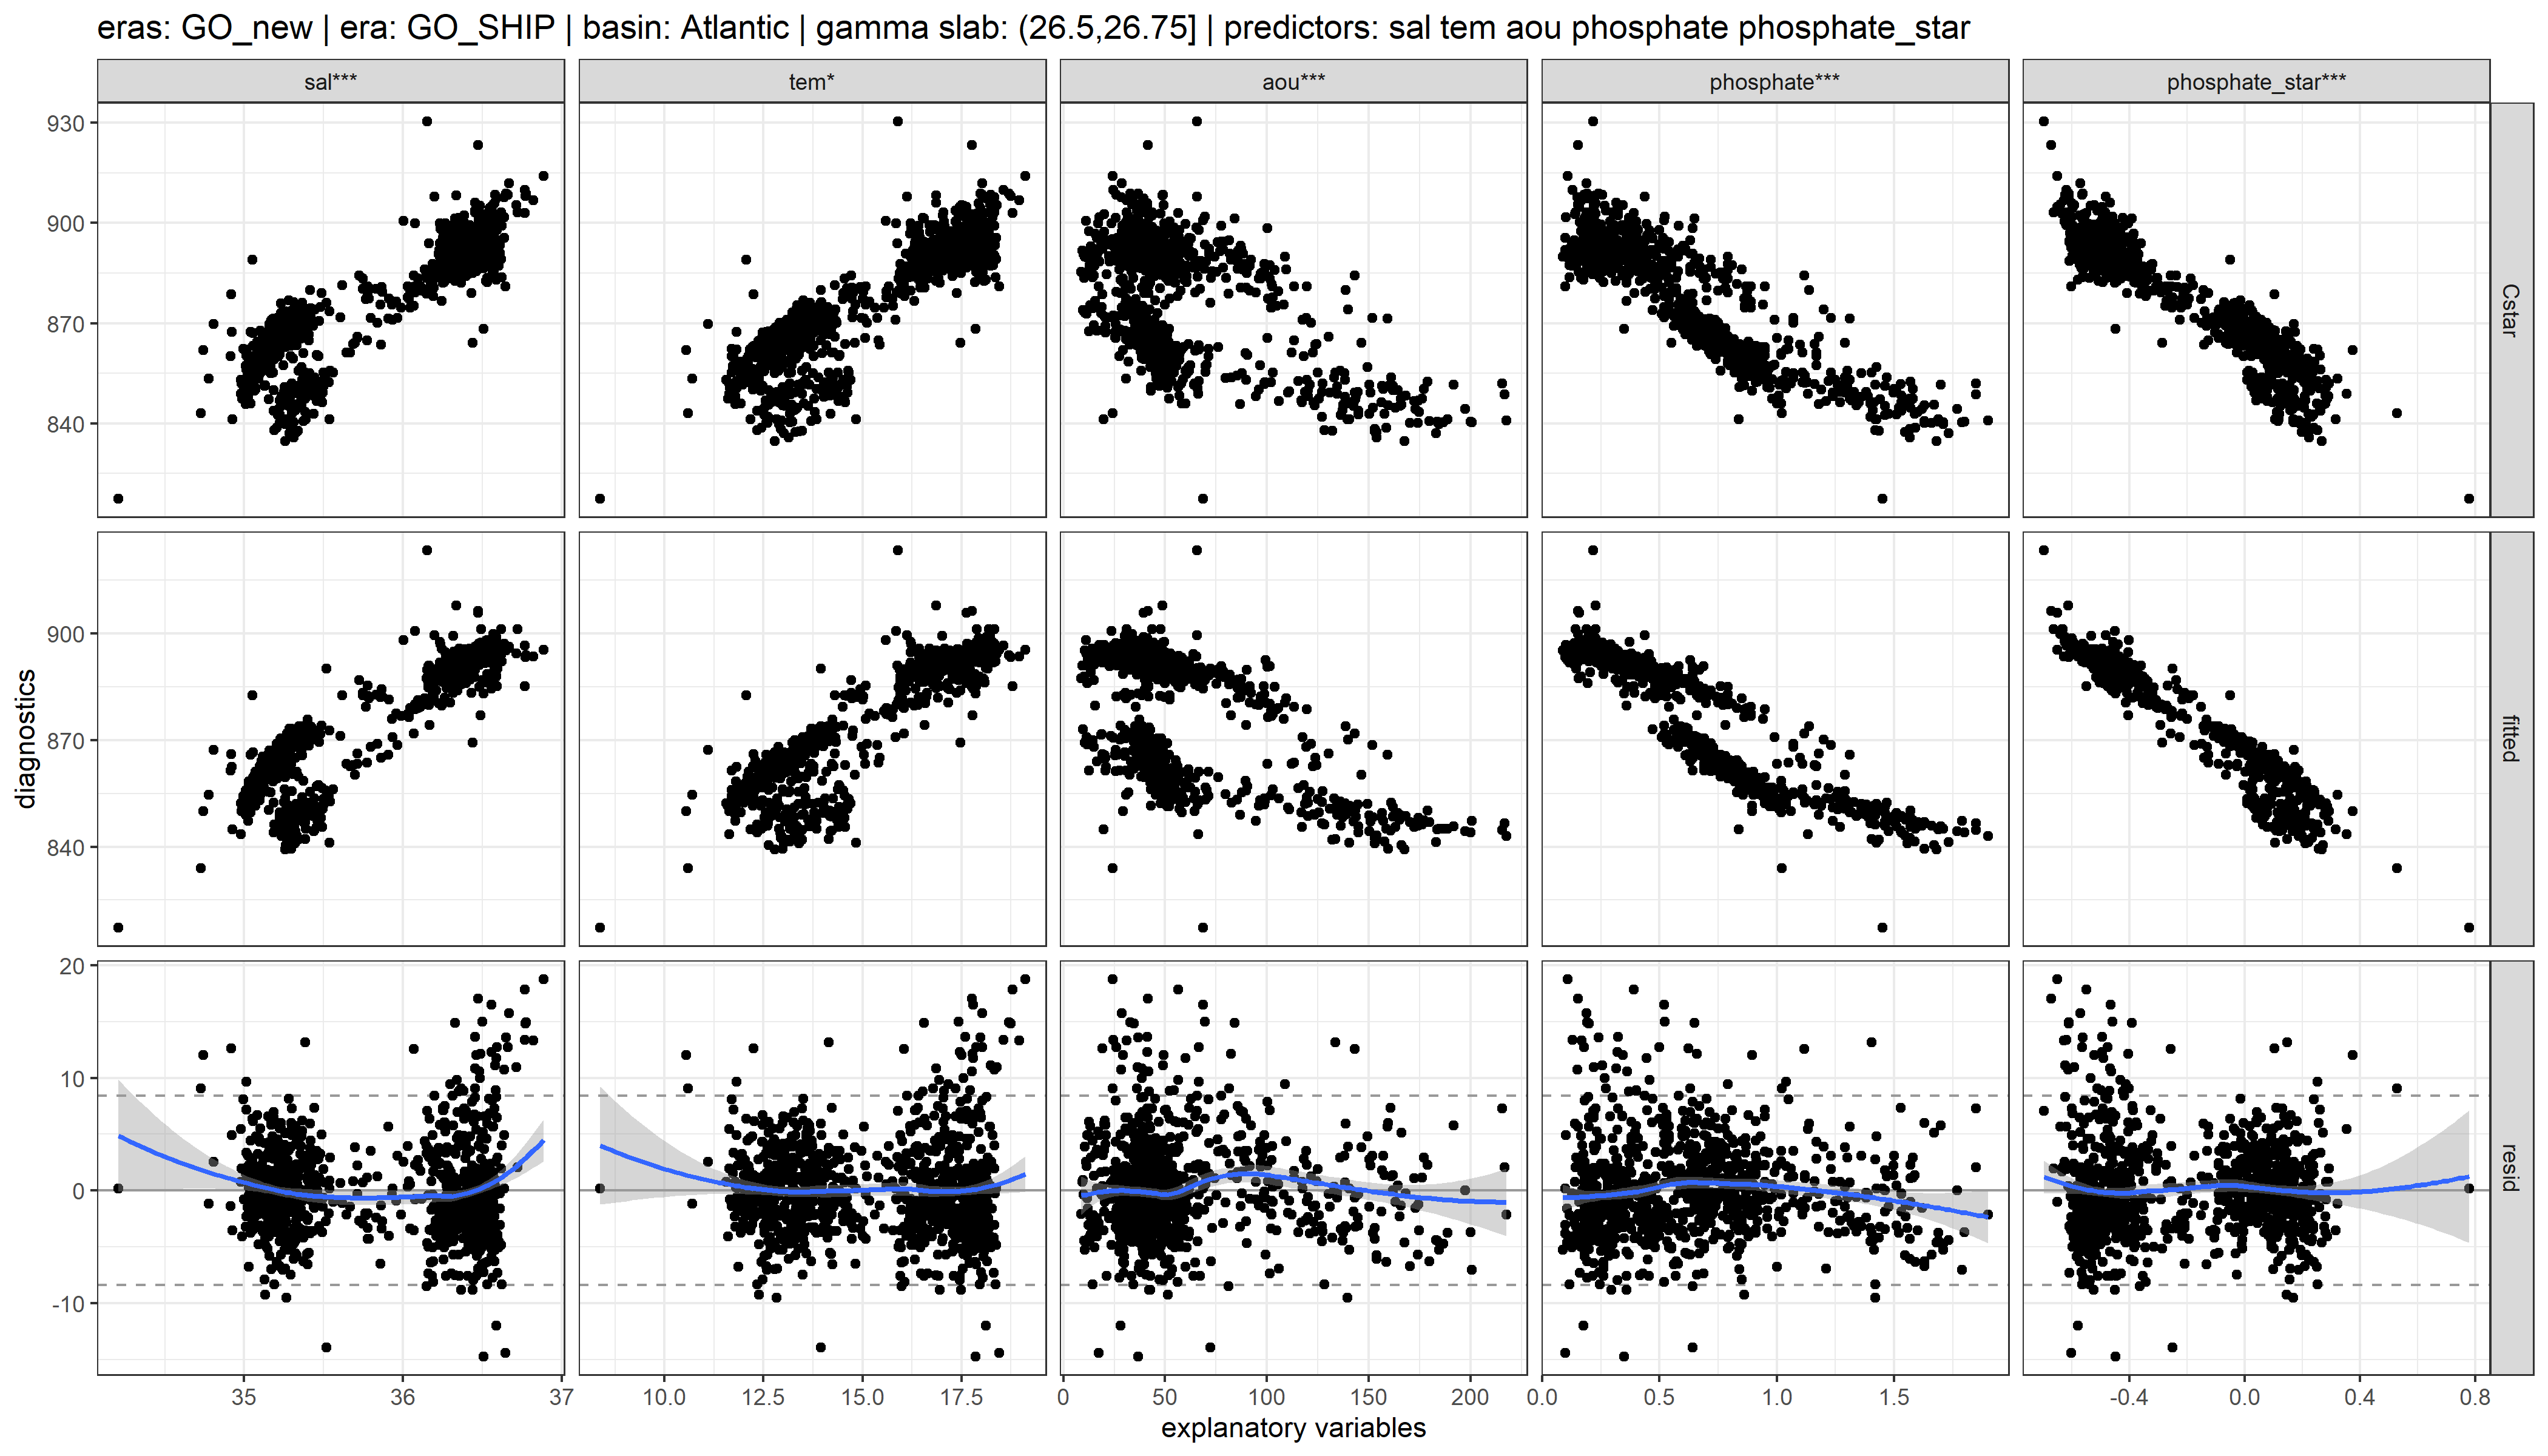 eras: GO_new | era: GO_SHIP | basin: Atlantic | gamma slab: (26.5,26.75] | predictors: sal tem aou phosphate phosphate_star
sal*** tem* aou*** phosphate*** phosphate_star***
930
900
870
840
Cstar
900
870
840
fitted
diagnostics
20
10
0
-10
resid
35 36 37 10.0 12.5 15.0 17.5 0 50 100 150 200 0.0 0.5 1.0 1.5 -0.4 0.0 0.4 0.8
explanatory variables